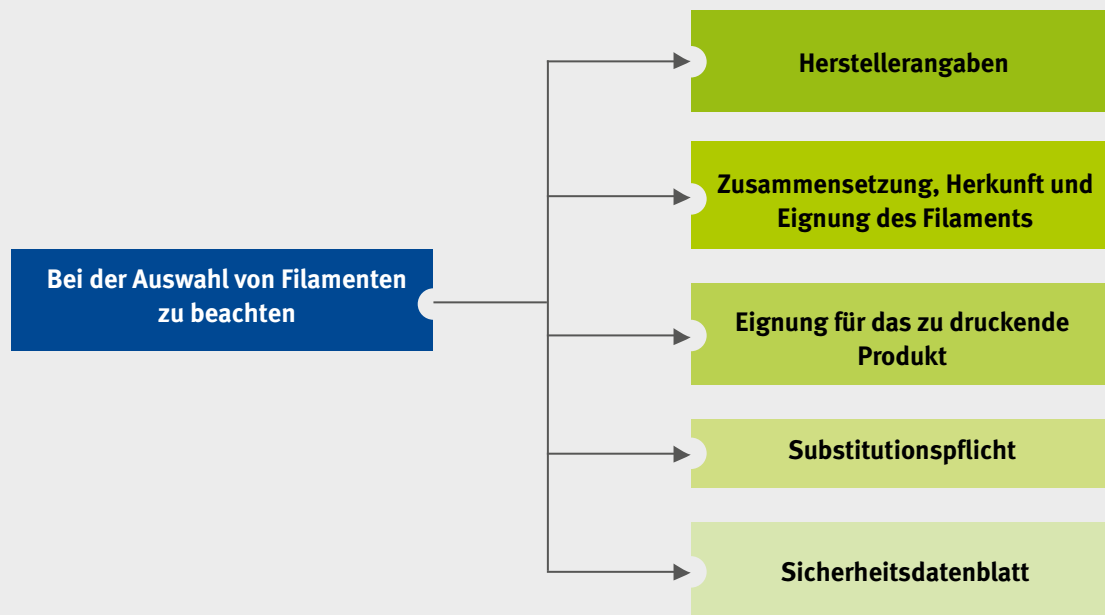 Bei der Auswahl von Filamenten
zu beachten
Herstellerangaben
Zusammensetzung, Herkunft und
Eignung des Filaments
Eignung für das zu druckende
Produkt
Substitutionspflicht
Sicherheitsdatenblatt